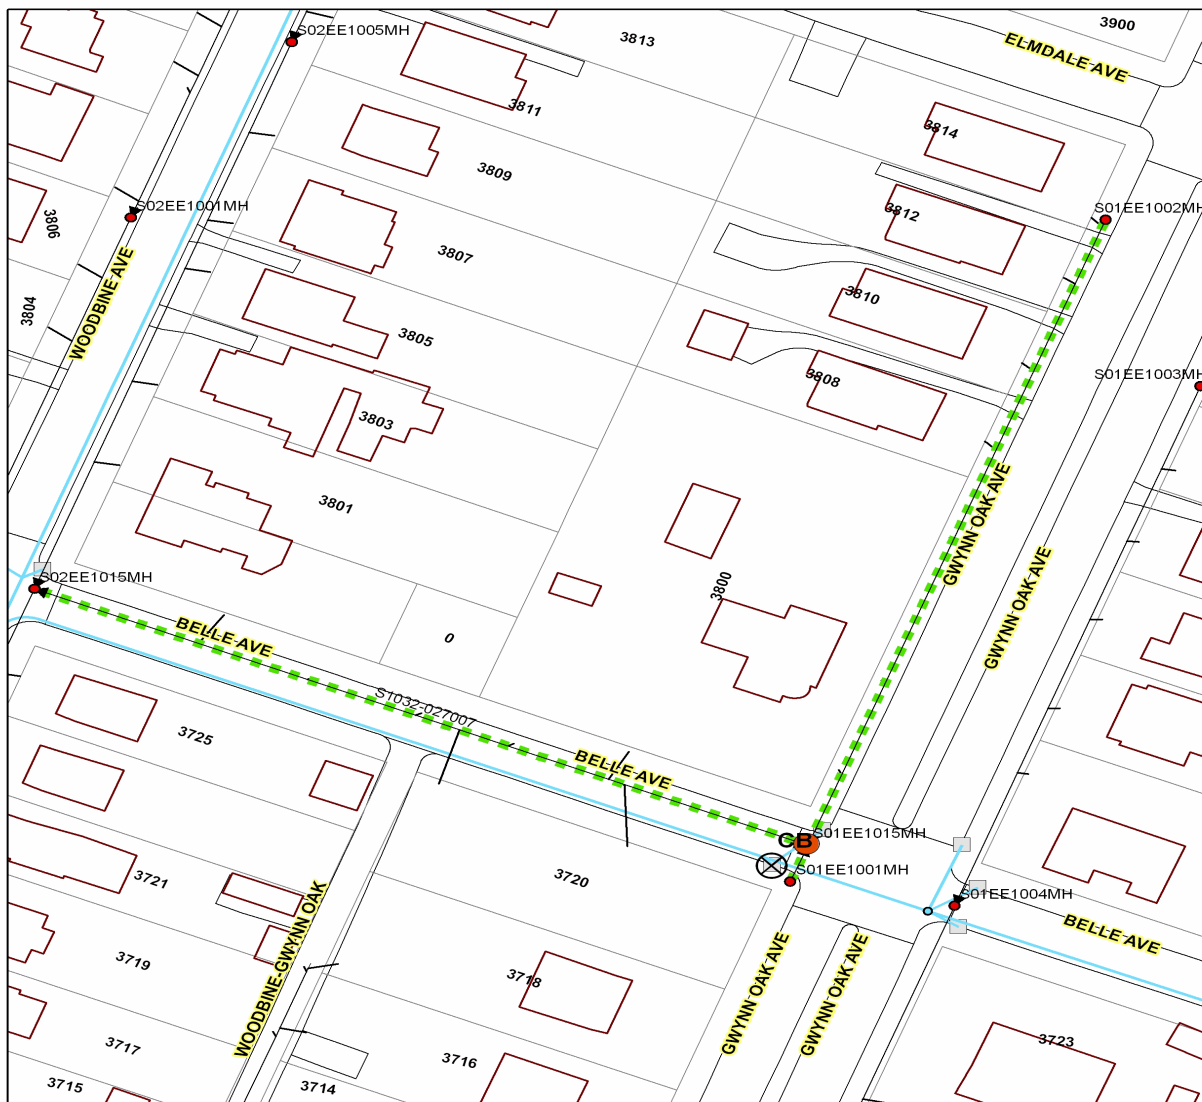 3900
S02EE1005MH
3813
ELMDALE AVE
3811
3814
3809
S02EE1001MH
3806
3812
S01EE1002MH
3807
WOODBINE AVE
3804
3810
3805
3808
S01EE1003MH
3803
3801
GWYNN OAK AVE
S02EE1015MH
3800
GWYNN OAK AVE
BELLE AVE
0
S1032-027007
3725
BELLE AVE
CB
S01EE1015MH
S01EE1001MH
3721
3720
S01EE1004MH
WOODBINE-GWYNN OAK
BELLE AVE
3719
3718
GWYNN OAK AVE
GWYNN OAK AVE
3717
3716
3723
3715
3714